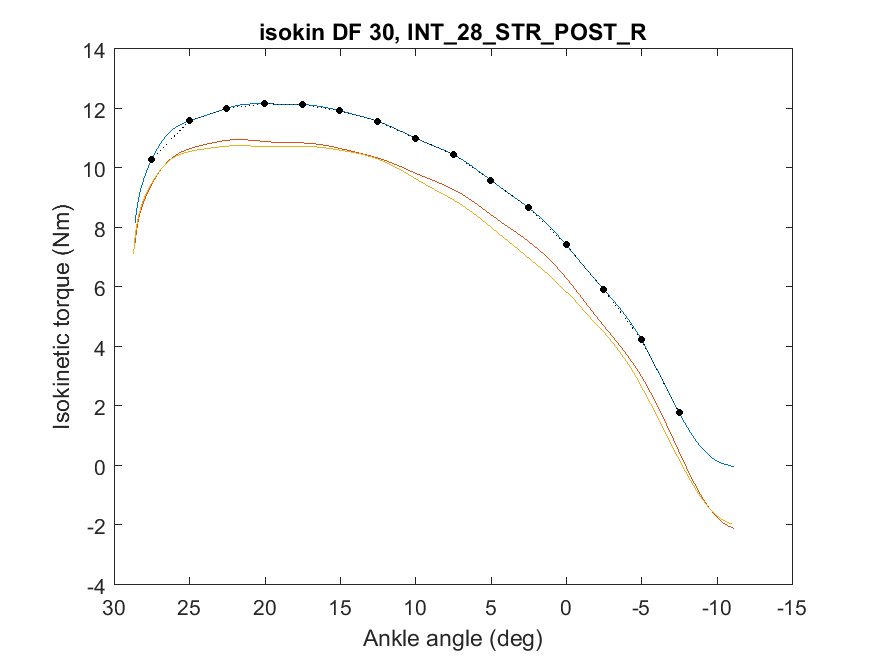 isokin DF 30, INT_28_STR_POST_R
14
12
10
8
6
4
2
0
-2
-4
Isokinetic torque (Nm)
30 25 20 15 10 5 0 -5 -10 -15
Ankle angle (deg)